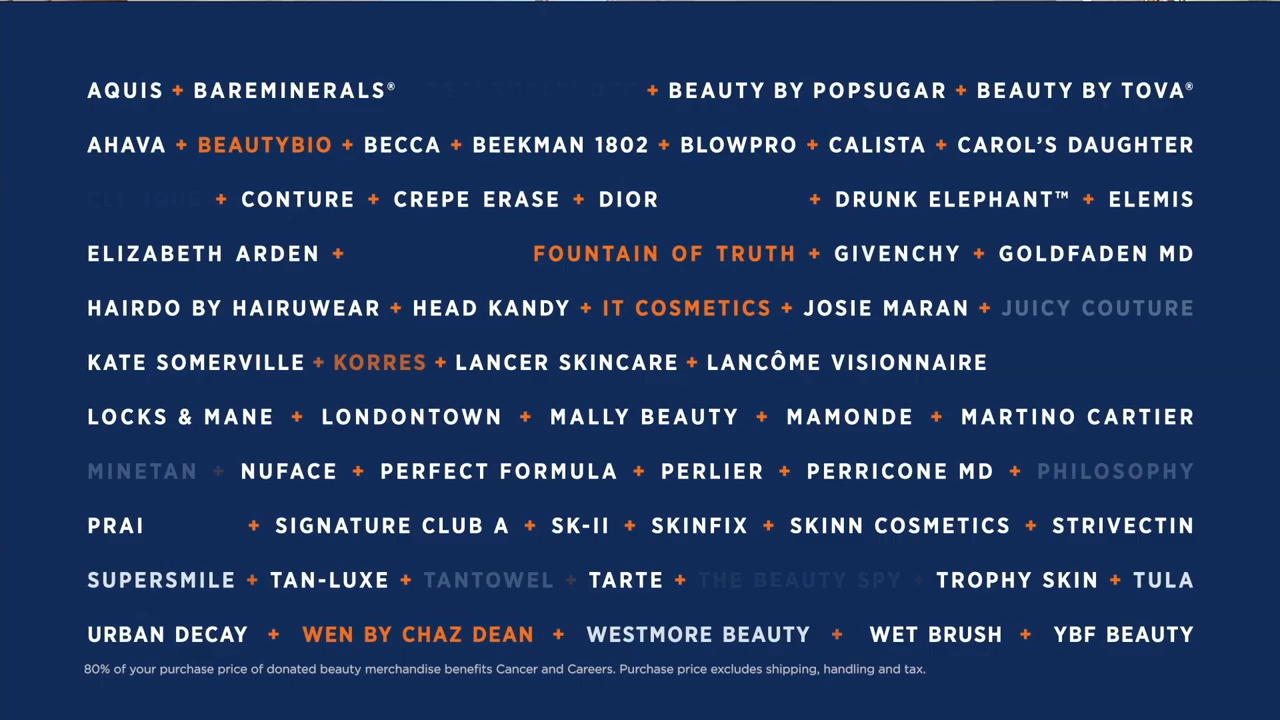 AQUIS + BAREMINERALS® + BEAUTY BY POPSUGAR + BEAUTY BY TOVA®
AHAVA + BEAUTYBIO + BECCA + BEEKMAN 1802 + BLOWPRO + CALISTA + CAROL'S DAUGHTER
CLINIQUE + CONTURE + CREPE ERASE + DIOR + DRUNK ELEPHANT™ + ELEMIS
ELIZABETH ARDEN + FOUNTAIN OF TRUTH + GIVENCHY + GOLDFADEN MD
HAIRDO BY HAIRUWEAR + HEAD KANDY + IT COSMETICS + JOSIE MARAN + JUICY COUTURE
KATE SOMERVILLE + KORRES + LANCER SKINCARE + LANCÔME VISIONNAIRE
LOCKS & MANE + LONDONTOWN + MALLY BEAUTY + MAMONDE + MARTINO CARTIER
MINETAN + NUFACE + PERFECT FORMULA + PERLIER + PERRICONE MD + PHILOSOPHY
PRAI + SIGNATURE CLUB A + SK-II + SKINFIX + SKINN COSMETICS + STRIVECTIN
SUPERSMILE + TAN-LUXE + TANTOWEL + TARTE + THE BEAUTY SPY + TROPHY SKIN + TULA
URBAN DECAY + WEN BY CHAZ DEAN + WESTMORE BEAUTY + WET BRUSH + YBF BEAUTY
80% of your purchase price of donated beauty merchandise benefits Cancer and Careers. Purchase price excludes shipping, handling and tax.